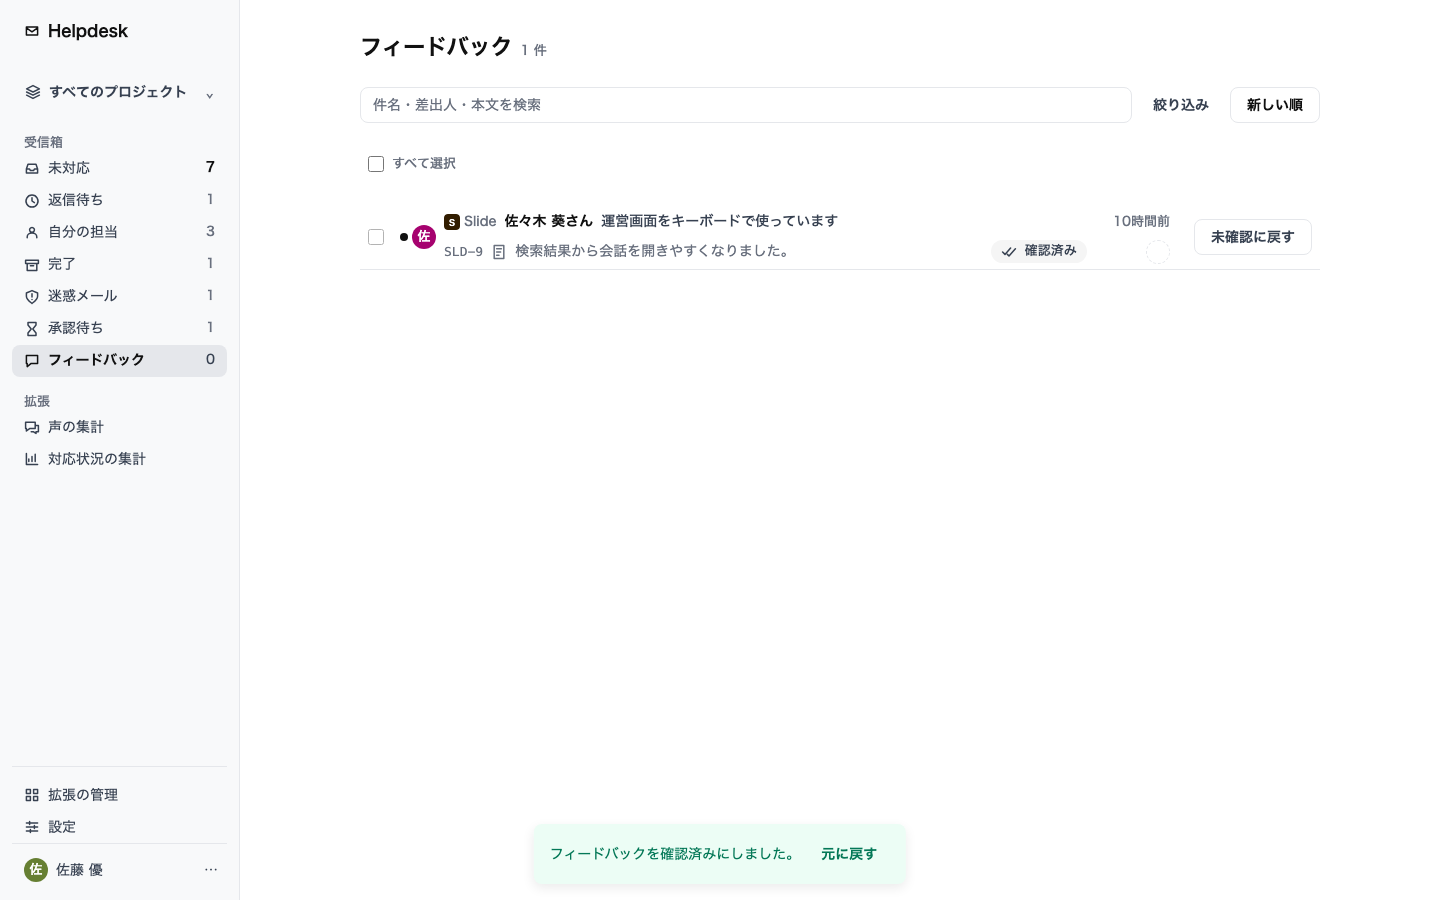 Helpdesk
すべてのプロジェクト
受信箱
未対応 7
返信待ち 1
自分の担当 3
完了 1
迷惑メール 1
承認待ち 1
フィードバック 0
拡張
声の集計
対応状況の集計
拡張の管理
設定
佐 佐藤 優 …
フィードバック 1 件
件名・差出人・本文を検索 絞り込み 新しい順
すべて選択
佐 S Slide 佐々木 葵さん 運営画面をキーボードで使っています 10時間前 未確認に戻す
SLD-9 検索結果から会話を開きやすくなりました。 確認済み
フィードバックを確認済みにしました。 元に戻す